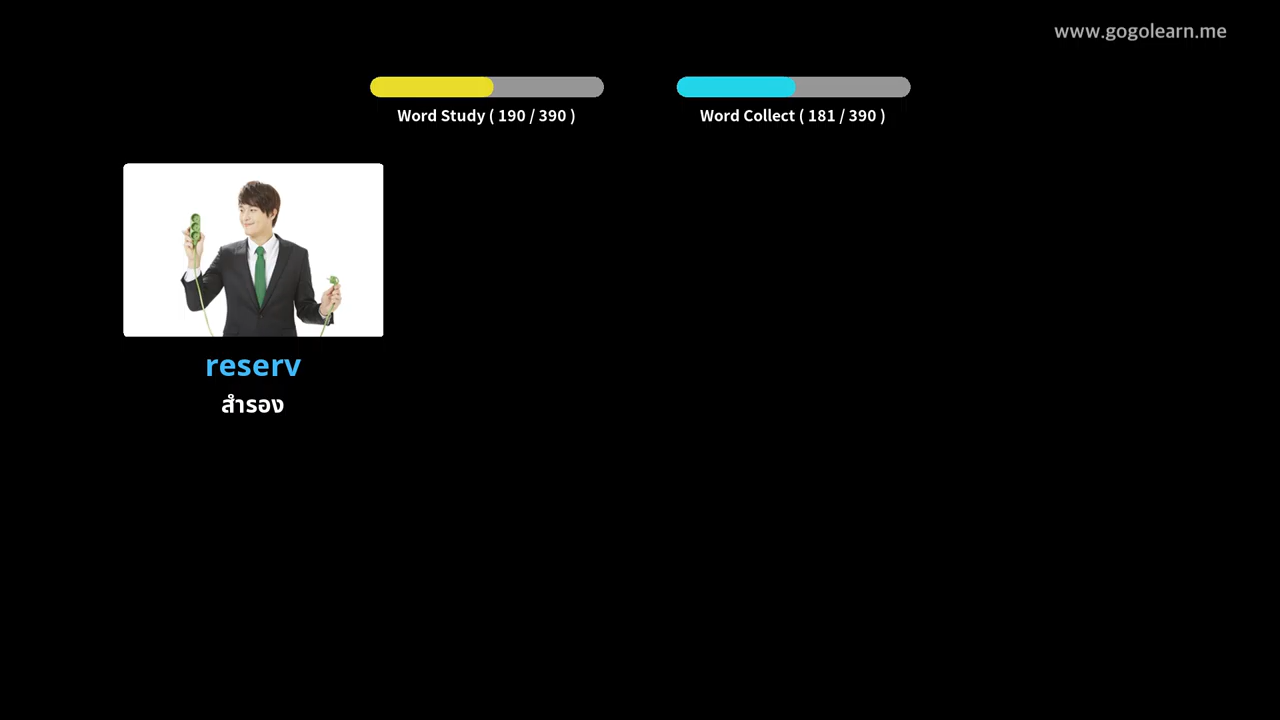 www.gogolearn.me
Word Study ( 190 / 390 )
Word Collect ( 181 / 390 )
reserv
สำรอง